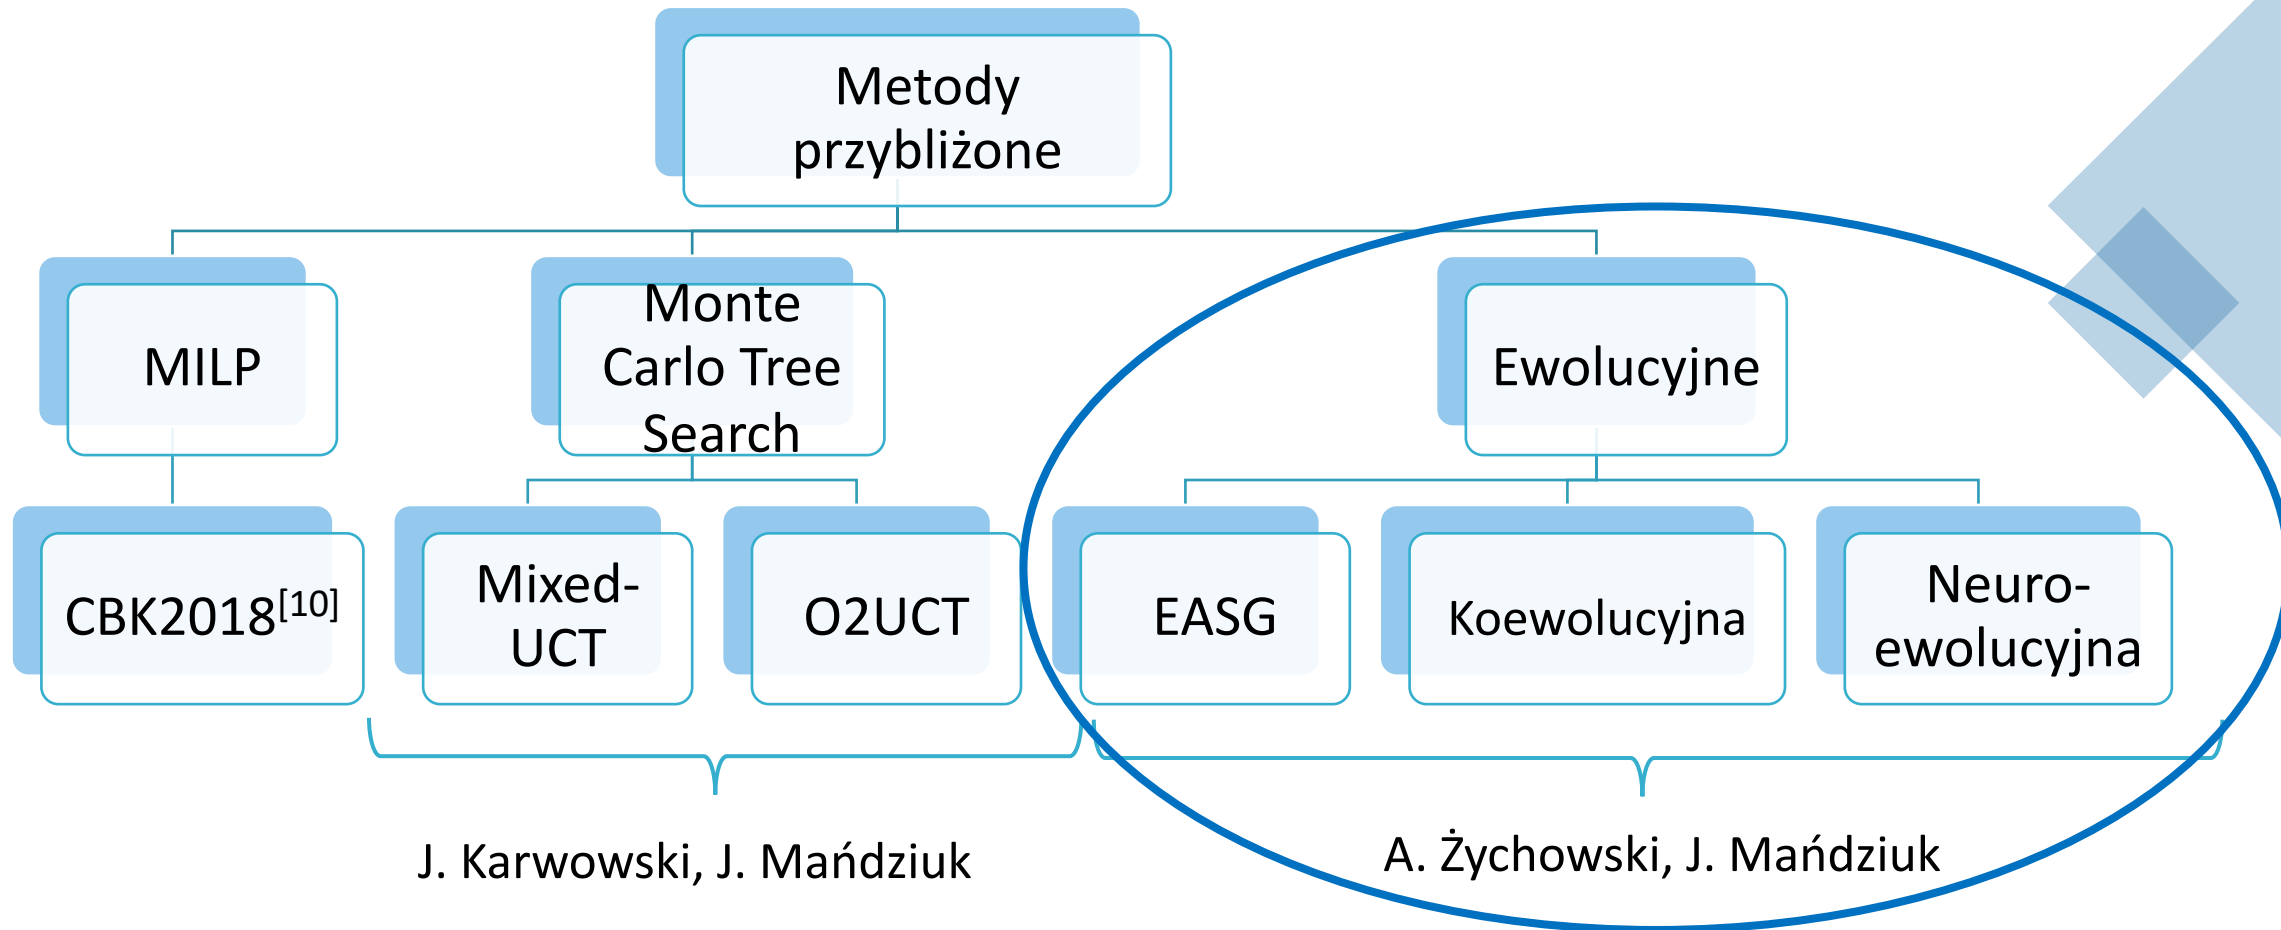 Metody
przybliżone
MILP
Monte
Carlo Tree
Search
Ewolucyjne
CBK2018[10]
Mixed-
UCT
O2UCT
EASG
Koewolucyjna
Neuro-
ewolucyjna
J. Karwowski, J. Mańdziuk
A. Żychowski, J. Mańdziuk